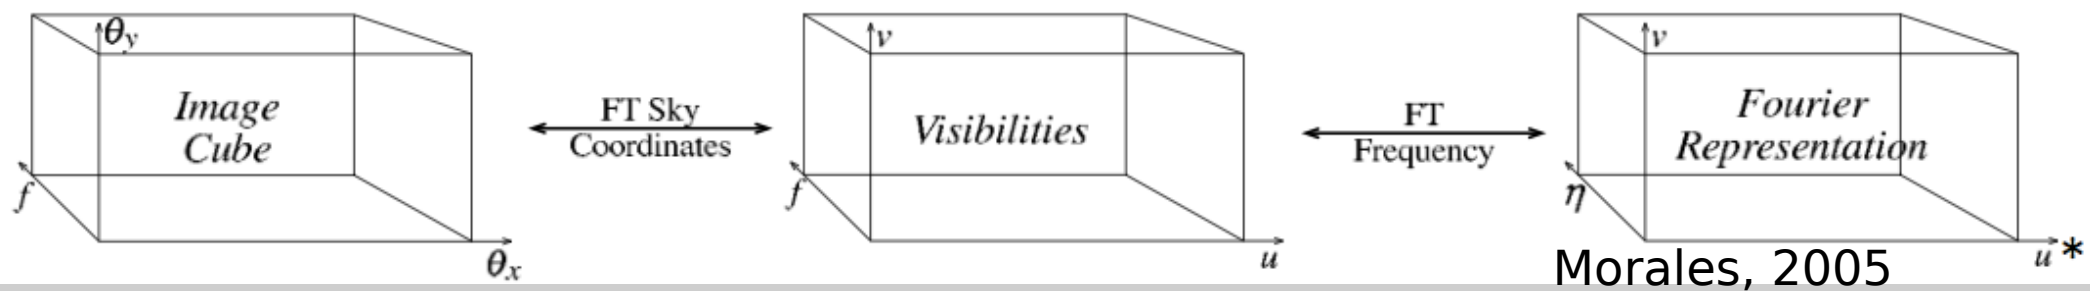 θy
Image
Cube
f
θx
FT Sky
Coordinates
v
Visibilities
f
u
FT
Frequency
v
Fourier
Representation
η
u*
Morales, 2005